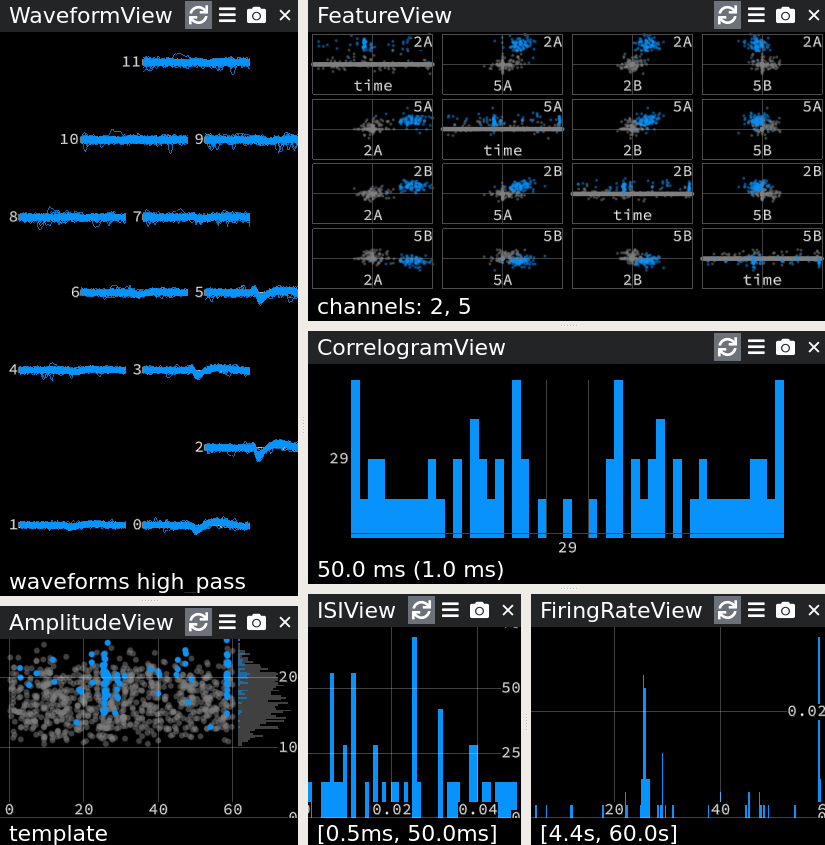 WaveformView
11
10 9
8 7
6 5
4 3
2
1 0
waveforms high_pass
FeatureView
2A 2A 2A 2A
time 5A 2B 5B
5A 5A 5A 5A
2A time 2B 5B
2B 2B 2B 2B
2A 5A time 5B
5B 5B 5B 5B
2A 5A 2B time
channels: 2, 5
CorrelogramView
29
29
50.0 ms (1.0 ms)
AmplitudeView
20
10
0 20 40 60 0
template
ISIView
50
25
0.02 0.04 0
[0.5ms, 50.0ms]
FiringRateView
0.02
20 40
[4.4s, 60.0s]